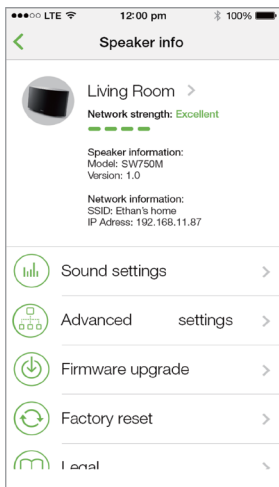 LTE 12:00 pm 100%
Speaker info
Living Room
Network strength: Excellent
Speaker information:
Model: SW750M
Version: 1.0
Network information:
SSID: Ethan's home
IP Adress: 192.168.11.87
Sound settings
Advanced settings
Firmware upgrade
Factory reset
Legal